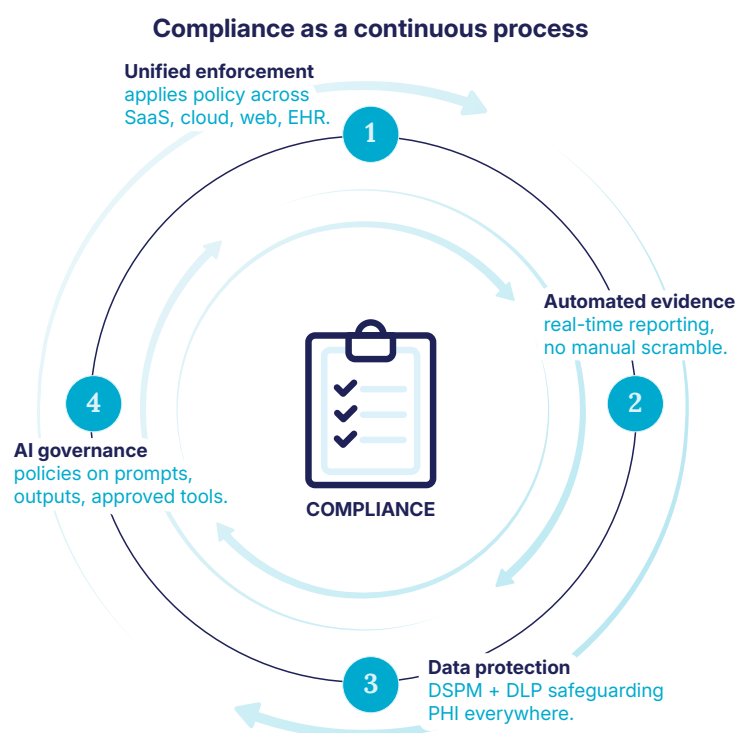 Compliance as a continuous process
Unified enforcement
applies policy across
SaaS, cloud, web, EHR.
1
Automated evidence
real-time reporting,
no manual scramble.
2
4
AI governance
policies on prompts,
outputs, approved tools.
COMPLIANCE
3
Data protection
DSPM + DLP safeguarding
PHI everywhere.